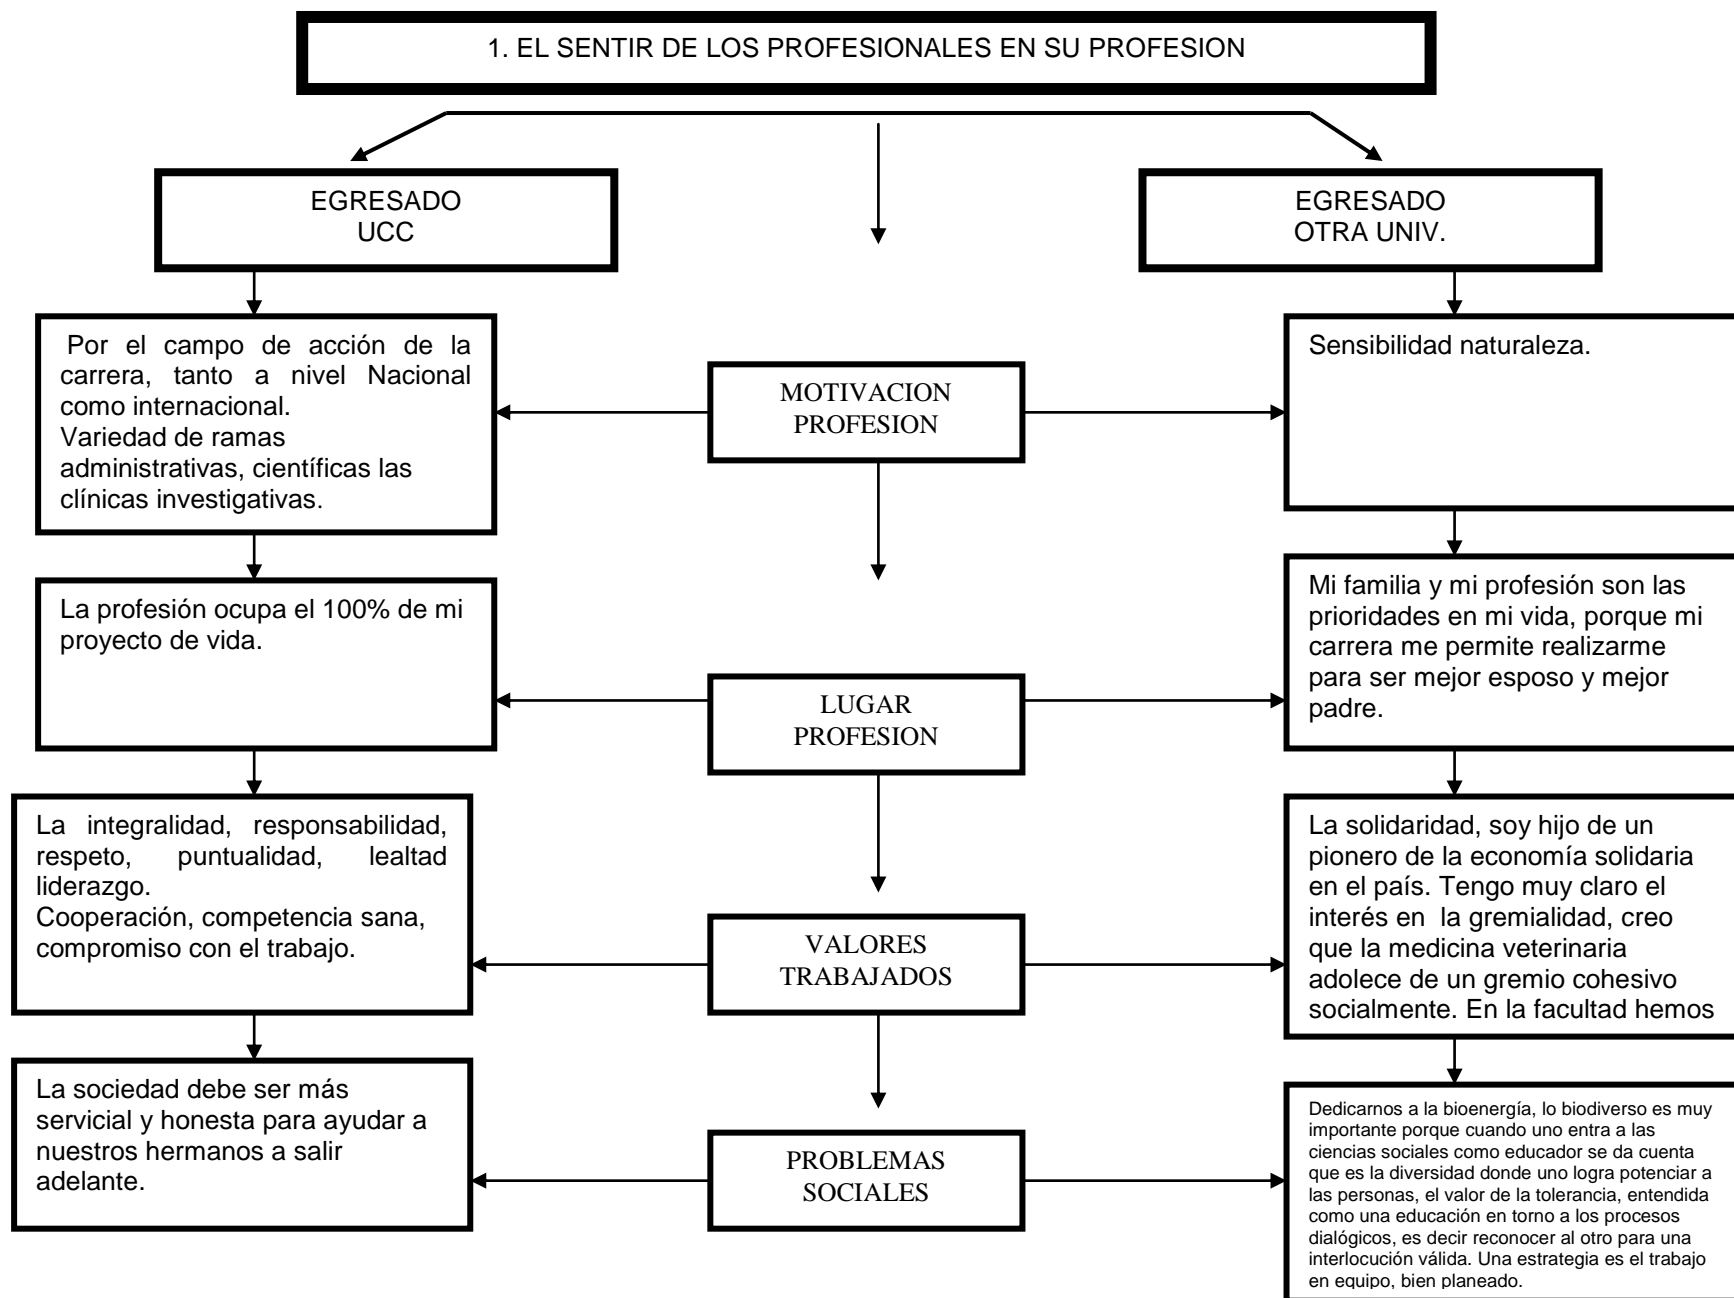 1. EL SENTIR DE LOS PROFESIONALES EN SU PROFESION
EGRESADO
UCC
EGRESADO
OTRA UNIV.
Por el campo de acción de la
carrera, tanto a nivel Nacional
como internacional.
Variedad de ramas
administrativas, científicas las
clínicas investigativas.
MOTIVACION
PROFESION
Sensibilidad naturaleza.
La profesión ocupa el 100% de mi
proyecto de vida.
LUGAR
PROFESION
Mi familia y mi profesión son las
prioridades en mi vida, porque mi
carrera me permite realizarme
para ser mejor esposo y mejor
padre.
La integralidad, responsabilidad,
respeto, puntualidad, lealtad
liderazgo.
Cooperación, competencia sana,
compromiso con el trabajo.
VALORES
TRABAJADOS
La solidaridad, soy hijo de un
pionero de la economía solidaria
en el país. Tengo muy claro el
interés en la gremialidad, creo
que la medicina veterinaria
adolece de un gremio cohesivo
socialmente. En la facultad hemos
La sociedad debe ser más
servicial y honesta para ayudar a
nuestros hermanos a salir
adelante.
PROBLEMAS
SOCIALES
Dedicarnos a la bioenergía, lo biodiverso es muy
importante porque cuando uno entra a las
ciencias sociales como educador se da cuenta
que es la diversidad donde uno logra potenciar a
las personas, el valor de la tolerancia, entendida
como una educación en torno a los procesos
dialógicos, es decir reconocer al otro para una
interlocución válida. Una estrategia es el trabajo
en equipo, bien planeado.